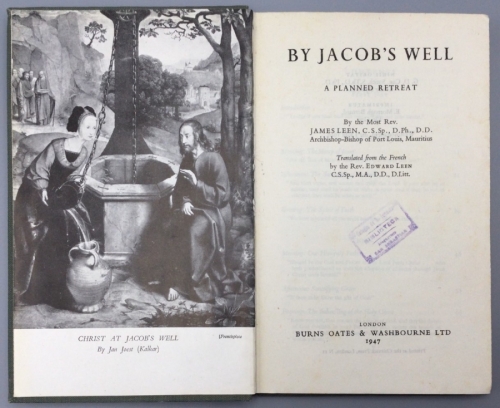 CHRIST AT JACOB'S WELL
[Frontispiece
By Jan Joest (Kalkar)
BY JACOB'S WELL
A PLANNED RETREAT
By the Most Rev.
JAMES LEEN, C.S.Sp., D.Ph., D.D.
Archbishop-Bishop of Port Louis, Mauritius
Translated from the French
by the Rev. EDWARD LEEN
C.S.Sp., M.A., D.D., D.Litt.
LONDON
BURNS OATES & WASHBOURNE LTD
1947